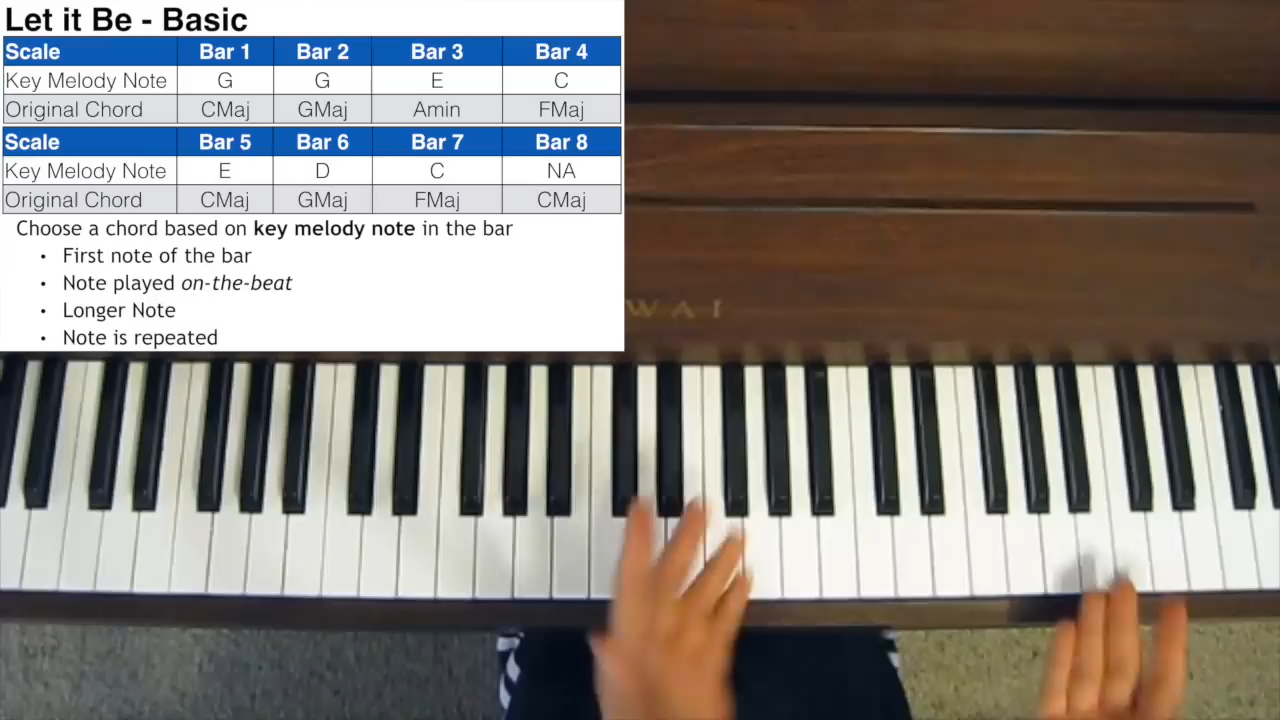 Let it Be - Basic
Scale Bar 1 Bar 2 Bar 3 Bar 4
Key Melody Note G G E C
Original Chord CMaj GMaj Amin FMaj
Scale Bar 5 Bar 6 Bar 7 Bar 8
Key Melody Note E D C NA
Original Chord CMaj GMaj FMaj CMaj
Choose a chord based on key melody note in the bar
• First note of the bar
• Note played on-the-beat
• Longer Note
• Note is repeated
WAI